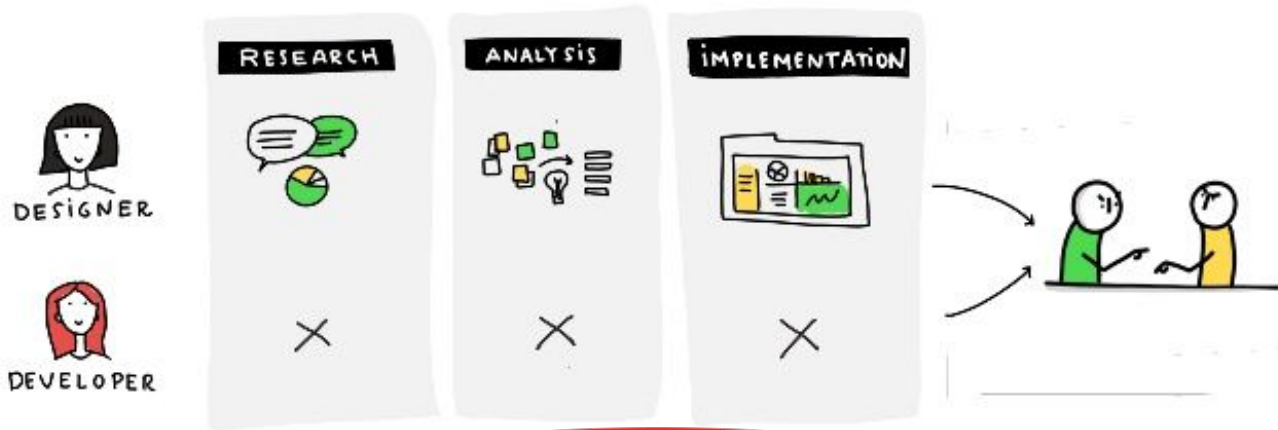 RESEARCH
ANALYSIS
iMPLEMENTATION
DESiGNER
DEVELOPER